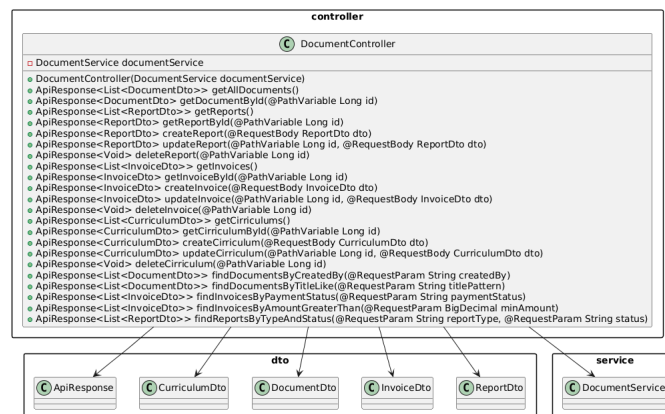 controller
C DocumentController
DocumentService documentService
DocumentController(DocumentService documentService)
ApiResponse<List<DocumentDto>> getAllDocuments()
ApiResponse<DocumentDto> getDocumentById(@PathVariable Long id)
ApiResponse<List<ReportDto>> getReports()
ApiResponse<ReportDto> getReportById(@PathVariable Long id)
ApiResponse<ReportDto> createReport(@RequestBody ReportDto dto)
ApiResponse<ReportDto> updateReport(@PathVariable Long id, @RequestBody ReportDto dto)
ApiResponse<Void> deleteReport(@PathVariable Long id)
ApiResponse<List<InvoiceDto>> getInvoices()
ApiResponse<InvoiceDto> getInvoiceById(@PathVariable Long id)
ApiResponse<InvoiceDto> createInvoice(@RequestBody InvoiceDto dto)
ApiResponse<InvoiceDto> updateInvoice(@PathVariable Long id, @RequestBody InvoiceDto dto)
ApiResponse<Void> deleteInvoice(@PathVariable Long id)
ApiResponse<List<CurriculumDto>> getCirriculums()
ApiResponse<CurriculumDto> getCirriculumById(@PathVariable Long id)
ApiResponse<CurriculumDto> createCirriculum(@RequestBody CurriculumDto dto)
ApiResponse<CurriculumDto> updateCirriculum(@PathVariable Long id, @RequestBody CurriculumDto dto)
ApiResponse<Void> deleteCirriculum(@PathVariable Long id)
ApiResponse<List<DocumentDto>> findDocumentsByCreatedBy(@RequestParam String createdBy)
ApiResponse<List<DocumentDto>> findDocumentsByTitleLike(@RequestParam String titlePattern)
ApiResponse<List<InvoiceDto>> findInvoicesByPaymentStatus(@RequestParam String paymentStatus)
ApiResponse<List<InvoiceDto>> findInvoicesByAmountGreaterThan(@RequestParam BigDecimal minAmount)
ApiResponse<List<ReportDto>> findReportsByTypeAndStatus(@RequestParam String reportType, @RequestParam String status)
dto
service
C ApiResponse
C CurriculumDto
C DocumentDto
C InvoiceDto
C ReportDto
C DocumentService